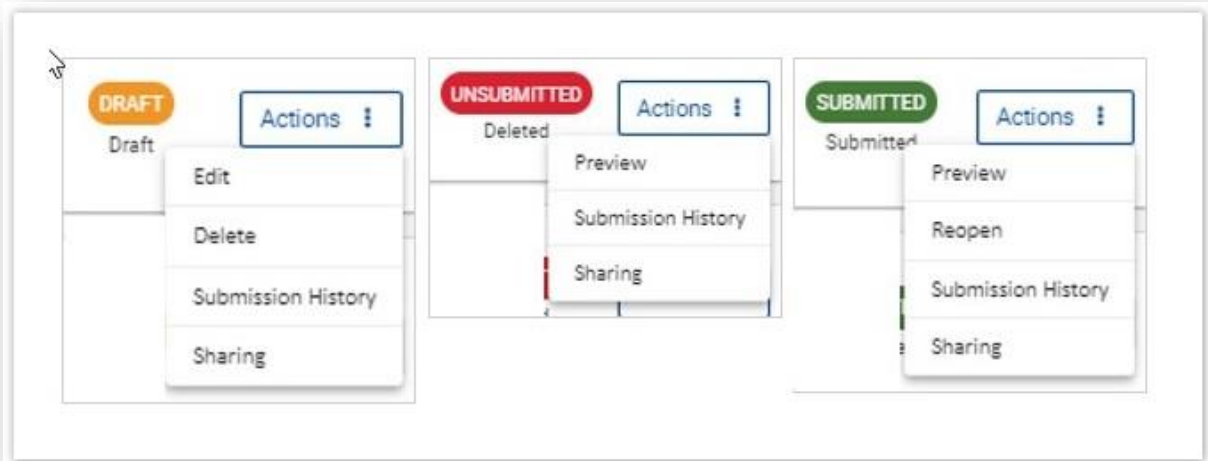 DRAFT
Draft
Actions
Edit
Delete
Submission History
Sharing
UNSUBMITTED
Deleted
Actions
Preview
Submission History
Sharing
SUBMITTED
Submitted
Actions
Preview
Reopen
Submission History
Sharing